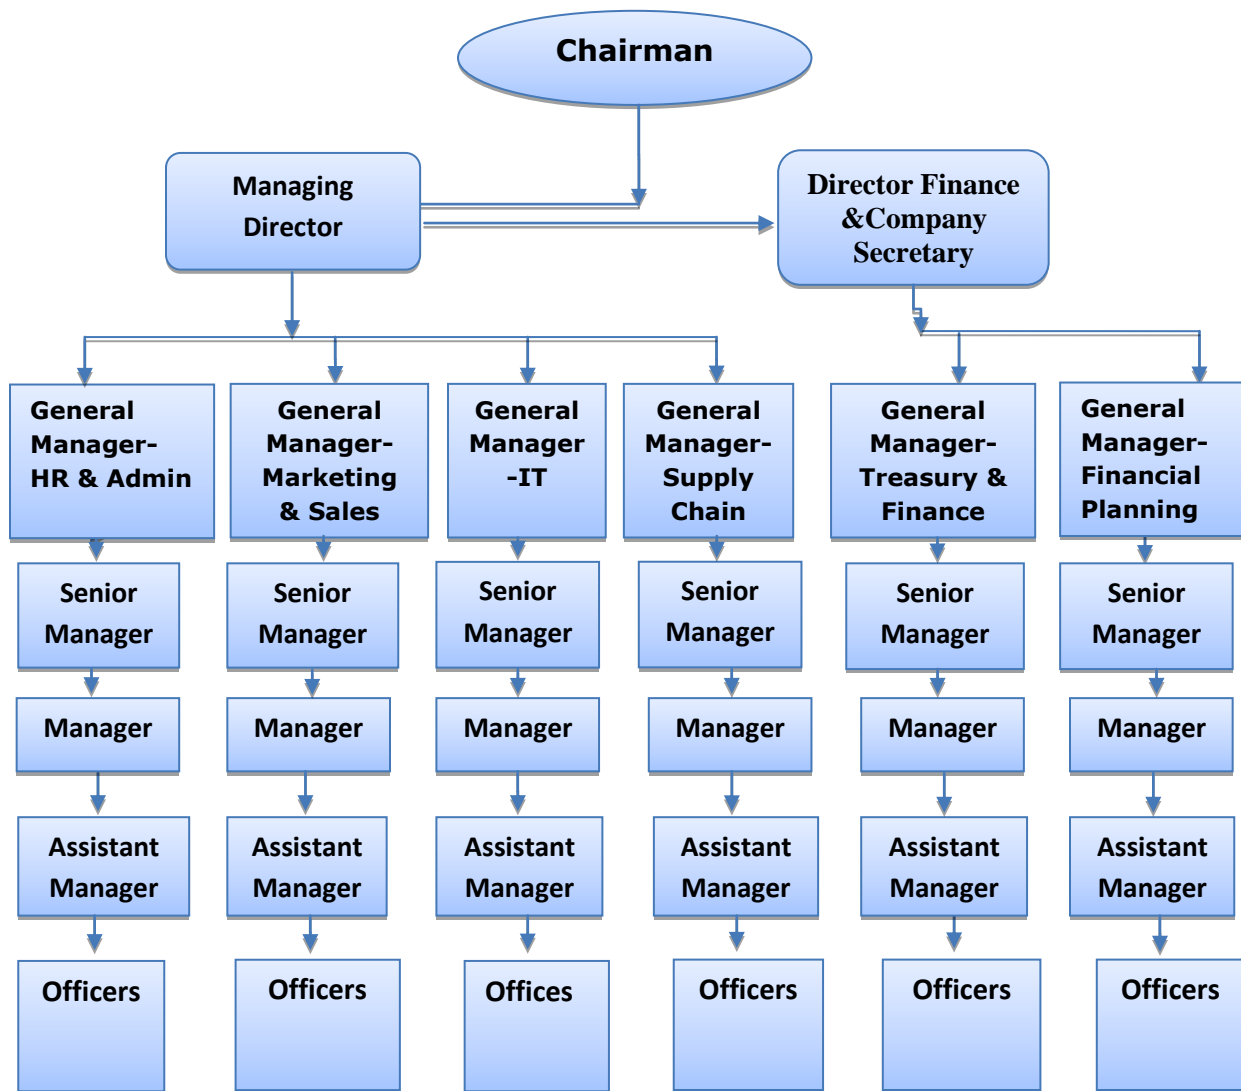 Chairman
Managing
Director
Director Finance
&Company
Secretary
General
Manager-
HR & Admin
General
Manager-
Marketing
& Sales
General
Manager
-IT
General
Manager-
Supply
Chain
General
Manager-
Treasury &
Finance
General
Manager-
Financial
Planning
Senior
Manager
Senior
Manager
Senior
Manager
Senior
Manager
Senior
Manager
Senior
Manager
Manager
Manager
Manager
Manager
Manager
Manager
Assistant
Manager
Assistant
Manager
Assistant
Manager
Assistant
Manager
Assistant
Manager
Assistant
Manager
Officers
Officers
Offices
Officers
Officers
Officers